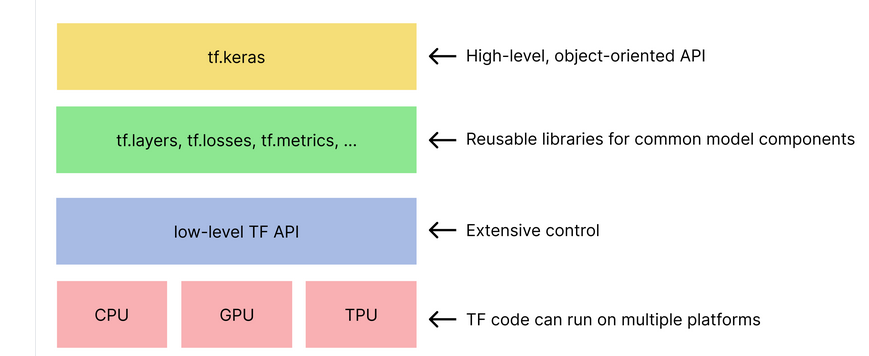 tf.keras
High-level, object-oriented API
tf.layers, tf.losses, tf.metrics, ...
Reusable libraries for common model components
low-level TF API
Extensive control
CPU
GPU
TPU
TF code can run on multiple platforms